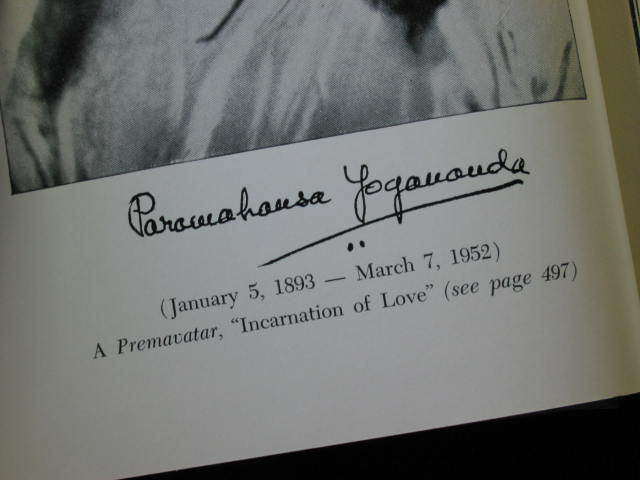 Paramahansa Yogananda
(January 5, 1893 — March 7, 1952)
A Premavatar, “Incarnation of Love” (see page 497)